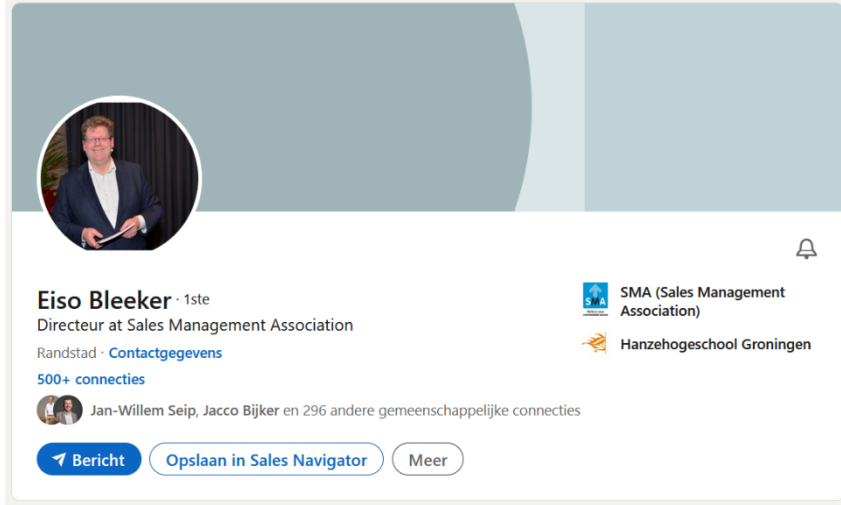 Eiso Bleeker · 1ste
Directeur at Sales Management Association
Randstad · Contactgegevens
500+ connecties
Jan-Willem Seip, Jacco Bijker en 296 andere gemeenschappelijke connecties
Bericht
Opslaan in Sales Navigator
Meer
SMA
SMA (Sales Management
Association)
Hanzehogeschool Groningen